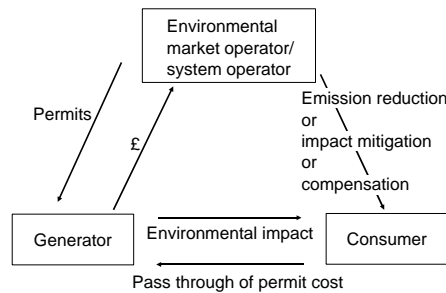 Environmental
market operator/
system operator
Permits
£
Emission reduction
or
impact mitigation
or
compensation
Generator
Environmental impact
Consumer
Pass through of permit cost